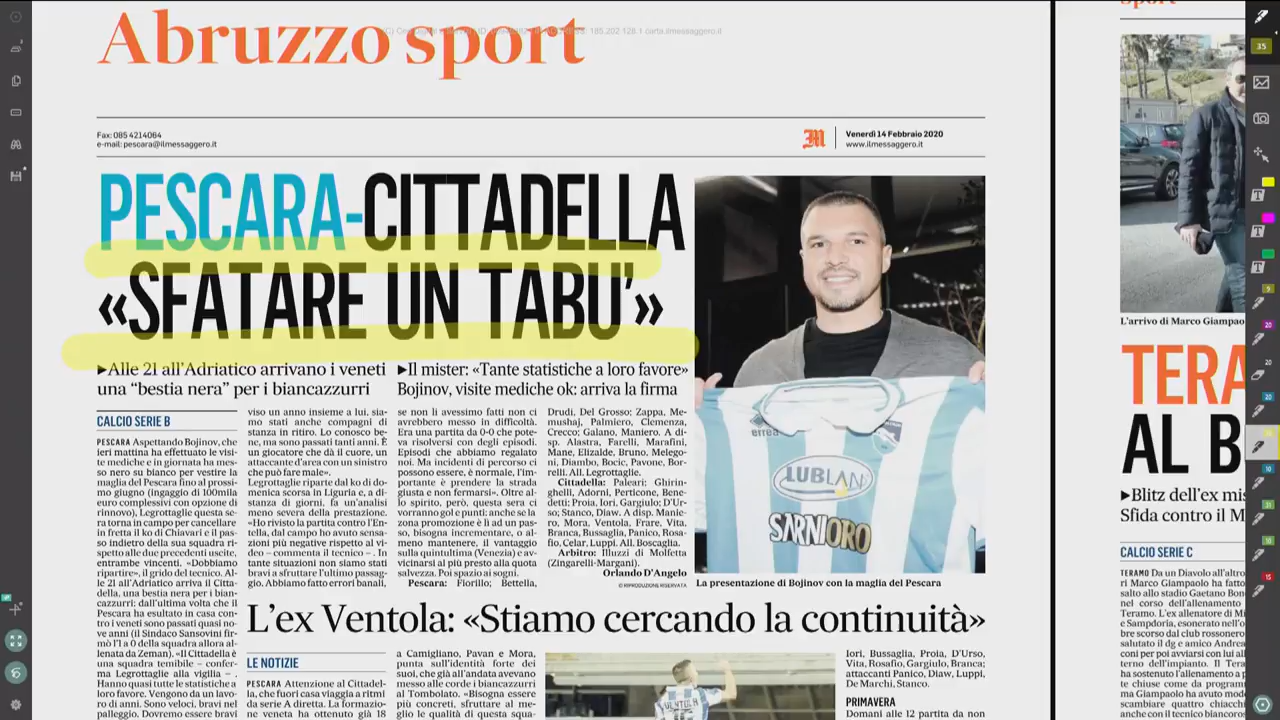 Abruzzo sport
185.202 128.1 carta.ilmessaggero.it
Fax: 085 4214064
e-mail: pescara@ilmessaggero.it
Venerdì 14 Febbraio 2020
www.ilmessaggero.it
PESCARA-CITTADELLA
«SFATARE UN TABU'»
▶Alle 21 all'Adriatico arrivano i veneti
una “bestia nera” per i biancazzurri
▶Il mister: «Tante statistiche a loro favore»
Bojinov, visite mediche ok: arriva la firma
CALCIO SERIE B
PESCARA Aspettando Bojinov, che
ieri mattina ha effettuato le visi-
te mediche e in giornata ha mes-
so nero su bianco per vestire la
maglia del Pescara fino al prossi-
mo giugno (ingaggio di 100mila
euro complessivi con opzione di
rinnovo), Legrottaglie questa se-
ra torna in campo per cancellare
in fretta il ko di Chiavari e il pas-
so indietro della sua squadra ri-
spetto alle due precedenti uscite,
entrambe vincenti. «Dobbiamo
ripartire», il grido del tecnico. Al-
le 21 all'Adriatico arriva il Citta-
della, una bestia nera per i bian-
cazzurri: dall'ultima volta che il
Pescara ha esultato in casa con-
tro i veneti sono passati quasi no-
ve anni (il Sindaco Sansovini fir-
mò l'1 a 0 della squadra allora al-
lenata da Zeman). «Il Cittadella è
una squadra temibile – confer-
ma Legrottaglie alla vigilia – .
Hanno quasi tutte le statistiche a
loro favore. Vengono da un lavo-
ro di anni. Sono veloci, bravi nel
palleggio. Dovremo essere bravi
viso un anno insieme a lui, sia-
mo stati anche compagni di
stanza in ritiro. Lo conosco be-
ne, ma sono passati tanti anni. È
un giocatore che dà il cuore, un
attaccante d'area con un sinistro
che può fare male».
Legrottaglie riparte dal ko di do-
menica scorsa in Liguria e, a di-
stanza di giorni, fa un'analisi
meno severa della prestazione.
«Ho rivisto la partita contro l'En-
tella, dal campo ho avuto sensa-
zioni più negative rispetto al vi-
deo – commenta il tecnico – . In
tante situazioni non siamo stati
bravi a sfruttare l'ultimo passag-
gio. Abbiamo fatto errori banali,
se non li avessimo fatti non ci
avrebbero messo in difficoltà.
Era una partita da 0-0 che pote-
va risolversi con degli episodi.
Episodi che abbiamo regalato
noi. Ma incidenti di percorso ci
possono essere, è normale, l'im-
portante è prendere la strada
giusta e non fermarsi». Oltre al-
lo spirito, però, questa sera ci
vorranno gol e punti: anche se la
zona promozione è lì ad un pas-
so, bisogna incrementare, o al-
meno mantenere, il vantaggio
sulla quintultima (Venezia) e av-
vicinarsi al più presto alla quota
salvezza. Poi spazio ai sogni.
Pescara: Fiorillo; Bettella,
Drudi, Del Grosso; Zappa, Me-
mushaj, Palmiero, Clemenza,
Crecco; Galano, Maniero. A di-
sp. Alastra, Farelli, Marafini,
Mane, Elizalde, Bruno, Melego-
ni, Diambo, Bocic, Pavone, Bor-
relli. All. Legrottaglie.
Cittadella: Paleari; Ghirin-
ghelli, Adorni, Perticone, Bene-
detti; Proia, Iori, Gargiulo; D'Ur-
so; Stanco, Diaw. A disp. Manie-
ro, Mora, Ventola, Frare, Vita,
Branca, Bussaglia, Panico, Rosa-
fio, Celar, Luppi. All. Boscaglia.
Arbitro: Illuzzi di Molfetta
(Zingarelli-Margani).
Orlando D'Angelo
© RIPRODUZIONE RISERVATA
errea
LUBLAN
SARNIORO
La presentazione di Bojinov con la maglia del Pescara
L'ex Ventola: «Stiamo cercando la continuità»
LE NOTIZIE
PESCARA Attenzione al Cittadel-
la, che fuori casa viaggia a ritmi
da serie A diretta. La formazio-
ne veneta ha ottenuto già 18
a Camigliano, Pavan e Mora,
punta sull'identità forte dei
suoi, che già all'andata avevano
messo alle corde i biancazzurri
al Tombolato. «Bisogna essere
più concreti, sfruttare al me-
glio le qualità di questa squa-
Iori, Bussaglia, Proia, D'Urso,
Vita, Rosafio, Gargiulo, Branca;
attaccanti Panico, Diaw, Luppi,
De Marchi, Stanco.
PRIMAVERA
Domani alle 12 partita da non
sport
L'arrivo di Marco Giampao
TERA
AL B
▶Blitz dell'ex mis
Sfida contro il M
CALCIO SERIE C
TERAMO Da un Diavolo all'altro
ri Marco Giampaolo ha fatto
salto allo stadio Gaetano Bon
nel corso dell'allenamento
Teramo. L'ex allenatore di Mi
e Sampdoria, esonerato nell'o
bre scorso dal club rossonero
salutato il dg e amico Andrea
coni per poi avviarsi con lui al
terno dell'impianto. Il Tera
ha sostenuto l'allenamento a
te chiuse come da program
ma Giampaolo ha avuto modo
scambiare quattro chiacch
anche con il tecnico biancoros